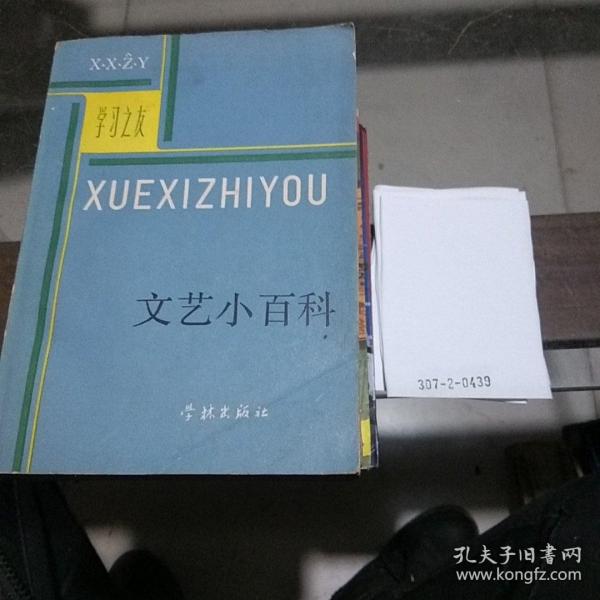 X·X·Ẑ·Y
学习之友
XUEXIZHIYOU
文艺小百科
学林出版社
307-2-0439
孔夫子旧书网
www.kongfz.com